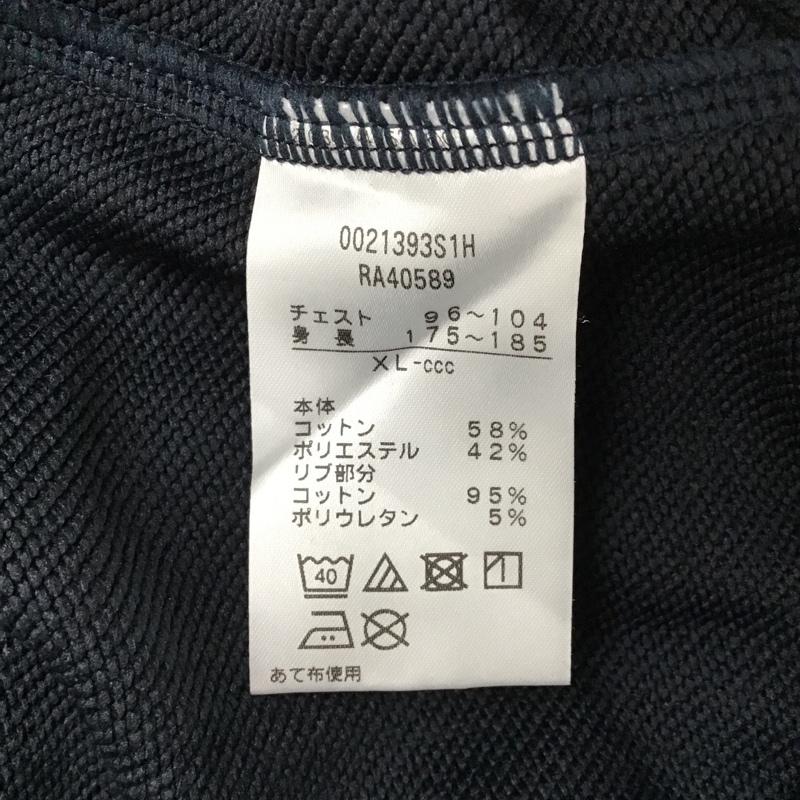 0021393S1H
RA40589
チェスト 96～104
身長 175～185
XL-ccc
本体
コットン 58%
ポリエステル 42%
リブ部分
コットン 95%
ポリウレタン 5%
40
あて布使用